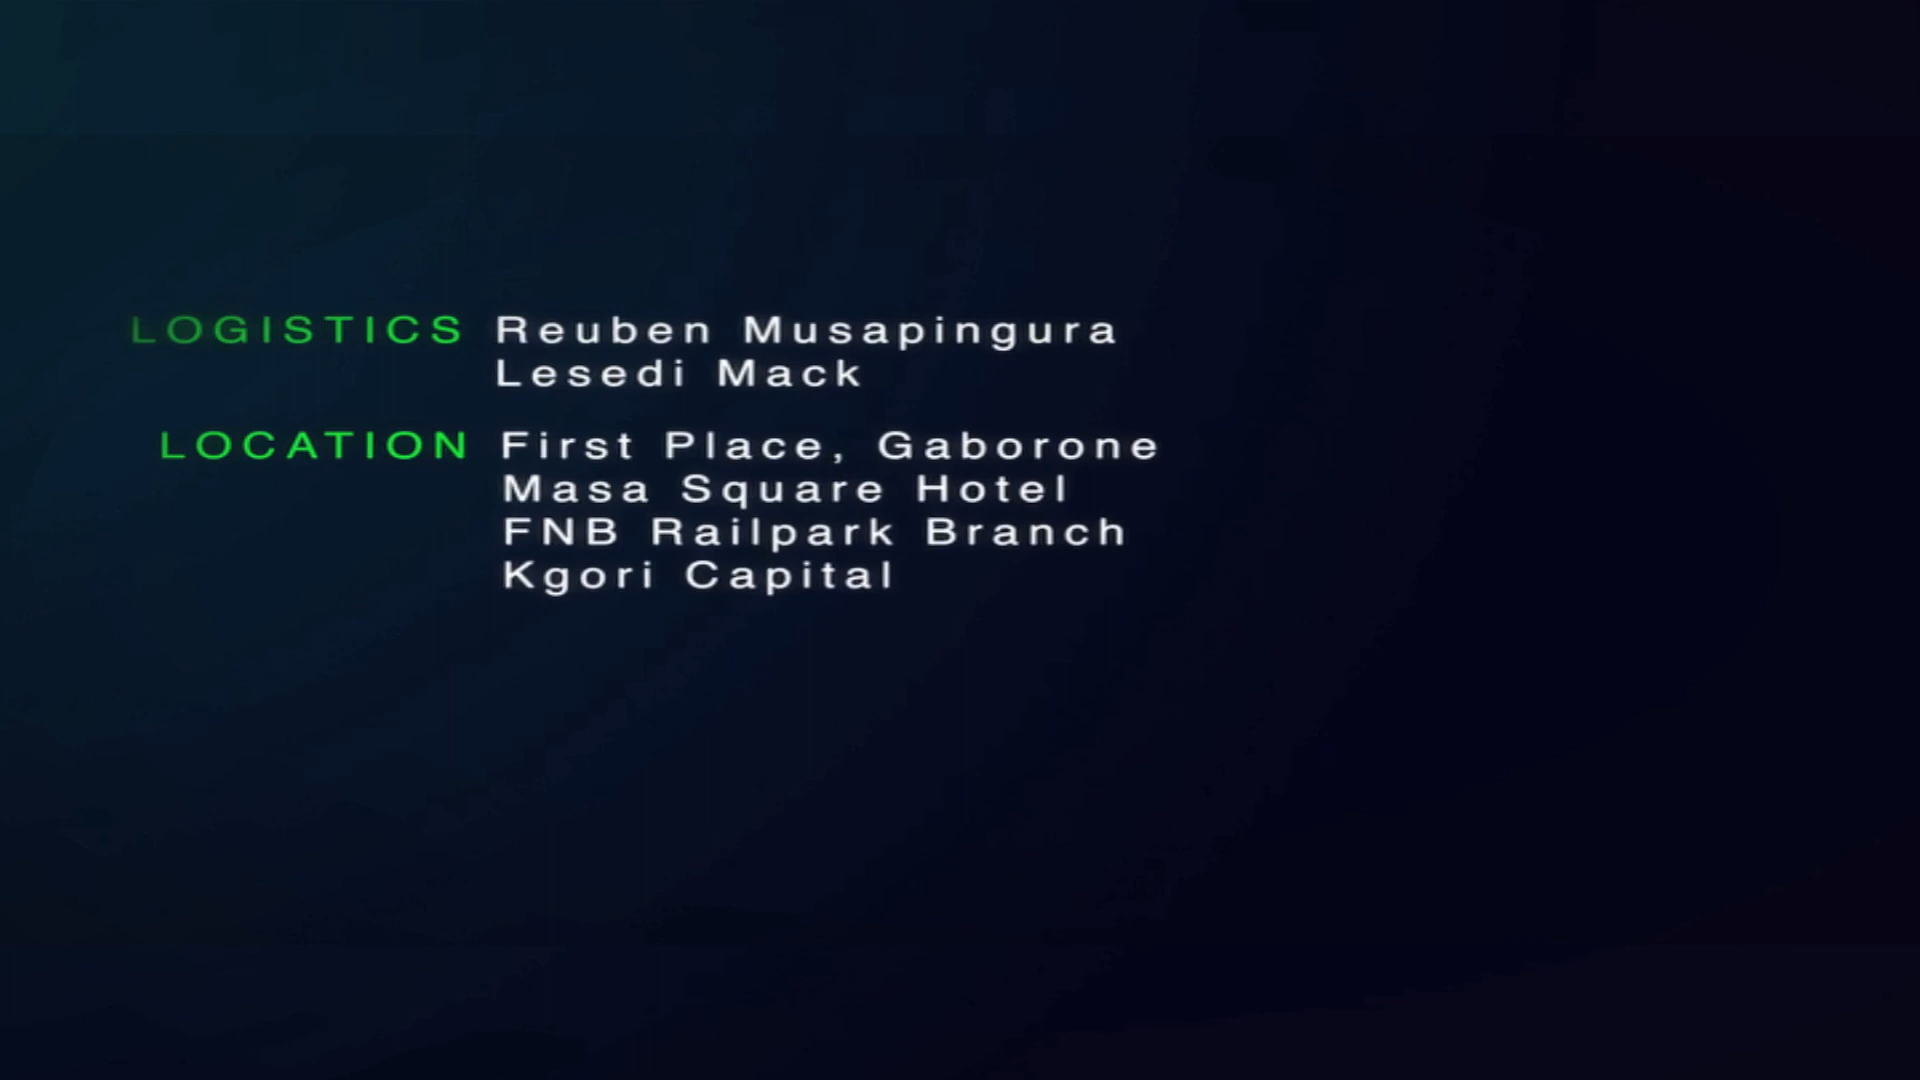 LOGISTICS Reuben Musapingura
Lesedi Mack
LOCATION First Place, Gaborone
Masa Square Hotel
FNB Railpark Branch
Kgori Capital